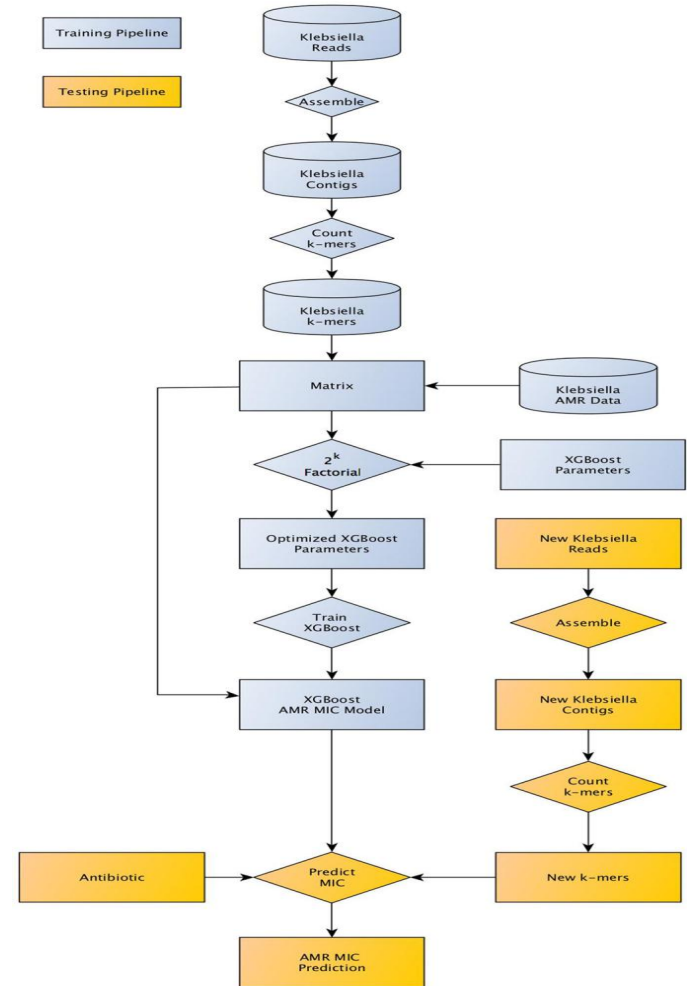 Training Pipeline
Testing Pipeline
Klebsiella
Reads
Assemble
Klebsiella
Contigs
Count
k-mers
Klebsiella
k-mers
Matrix
Klebsiella
AMR Data
2^k
Factorial
XGBoost
Parameters
Optimized XGBoost
Parameters
Train
XGBoost
XGBoost
AMR MIC Model
New Klebsiella
Reads
Assemble
New Klebsiella
Contigs
Count
k-mers
New k-mers
Antibiotic
Predict
MIC
AMR MIC
Prediction